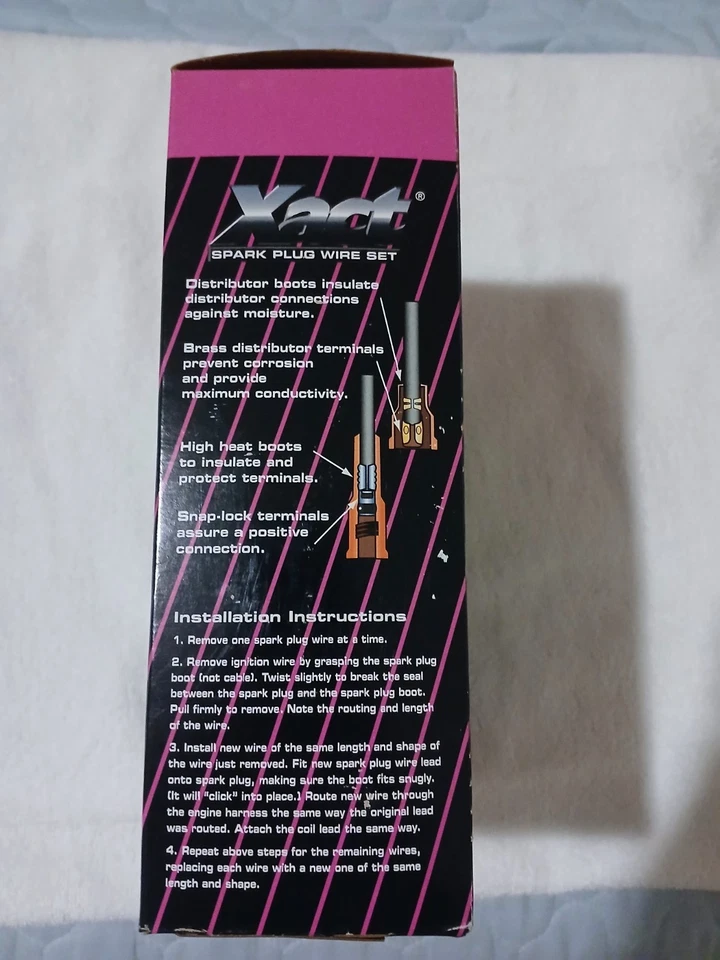 Xact®
SPARK PLUG WIRE SET
Distributor boots insulate
distributor connections
against moisture.
Brass distributor terminals
prevent corrosion
and provide
maximum conductivity.
High heat boots
to insulate and
protect terminals.
Snap-lock terminals
assure a positive
connection.
Installation Instructions
1. Remove one spark plug wire at a time.
2. Remove ignition wire by grasping the spark plug
boot (not cable). Twist slightly to break the seal
between the spark plug and the spark plug boot.
Pull firmly to remove. Note the routing and length
of the wire.
3. Install new wire of the same length and shape of
the wire just removed. Fit new spark plug wire lead
onto spark plug, making sure the boot fits snugly.
(It will "click" into place.) Route new wire through
the engine harness the same way the original lead
was routed. Attach the coil lead the same way.
4. Repeat above steps for the remaining wires,
replacing each wire with a new one of the same
length and shape.